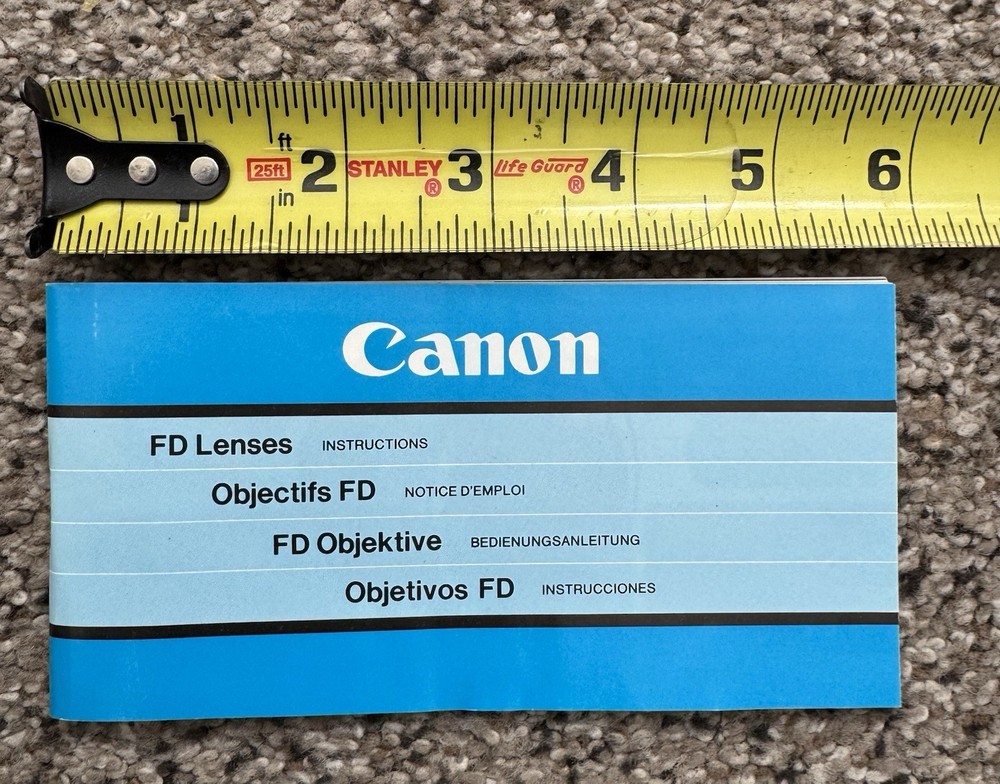 1
ft
25ft 2 STANLEY® 3 Life Guard® 4 5 6
in
1
Canon
FD Lenses INSTRUCTIONS
Objectifs FD NOTICE D'EMPLOI
FD Objektive BEDIENUNGSANLEITUNG
Objetivos FD INSTRUCCIONES